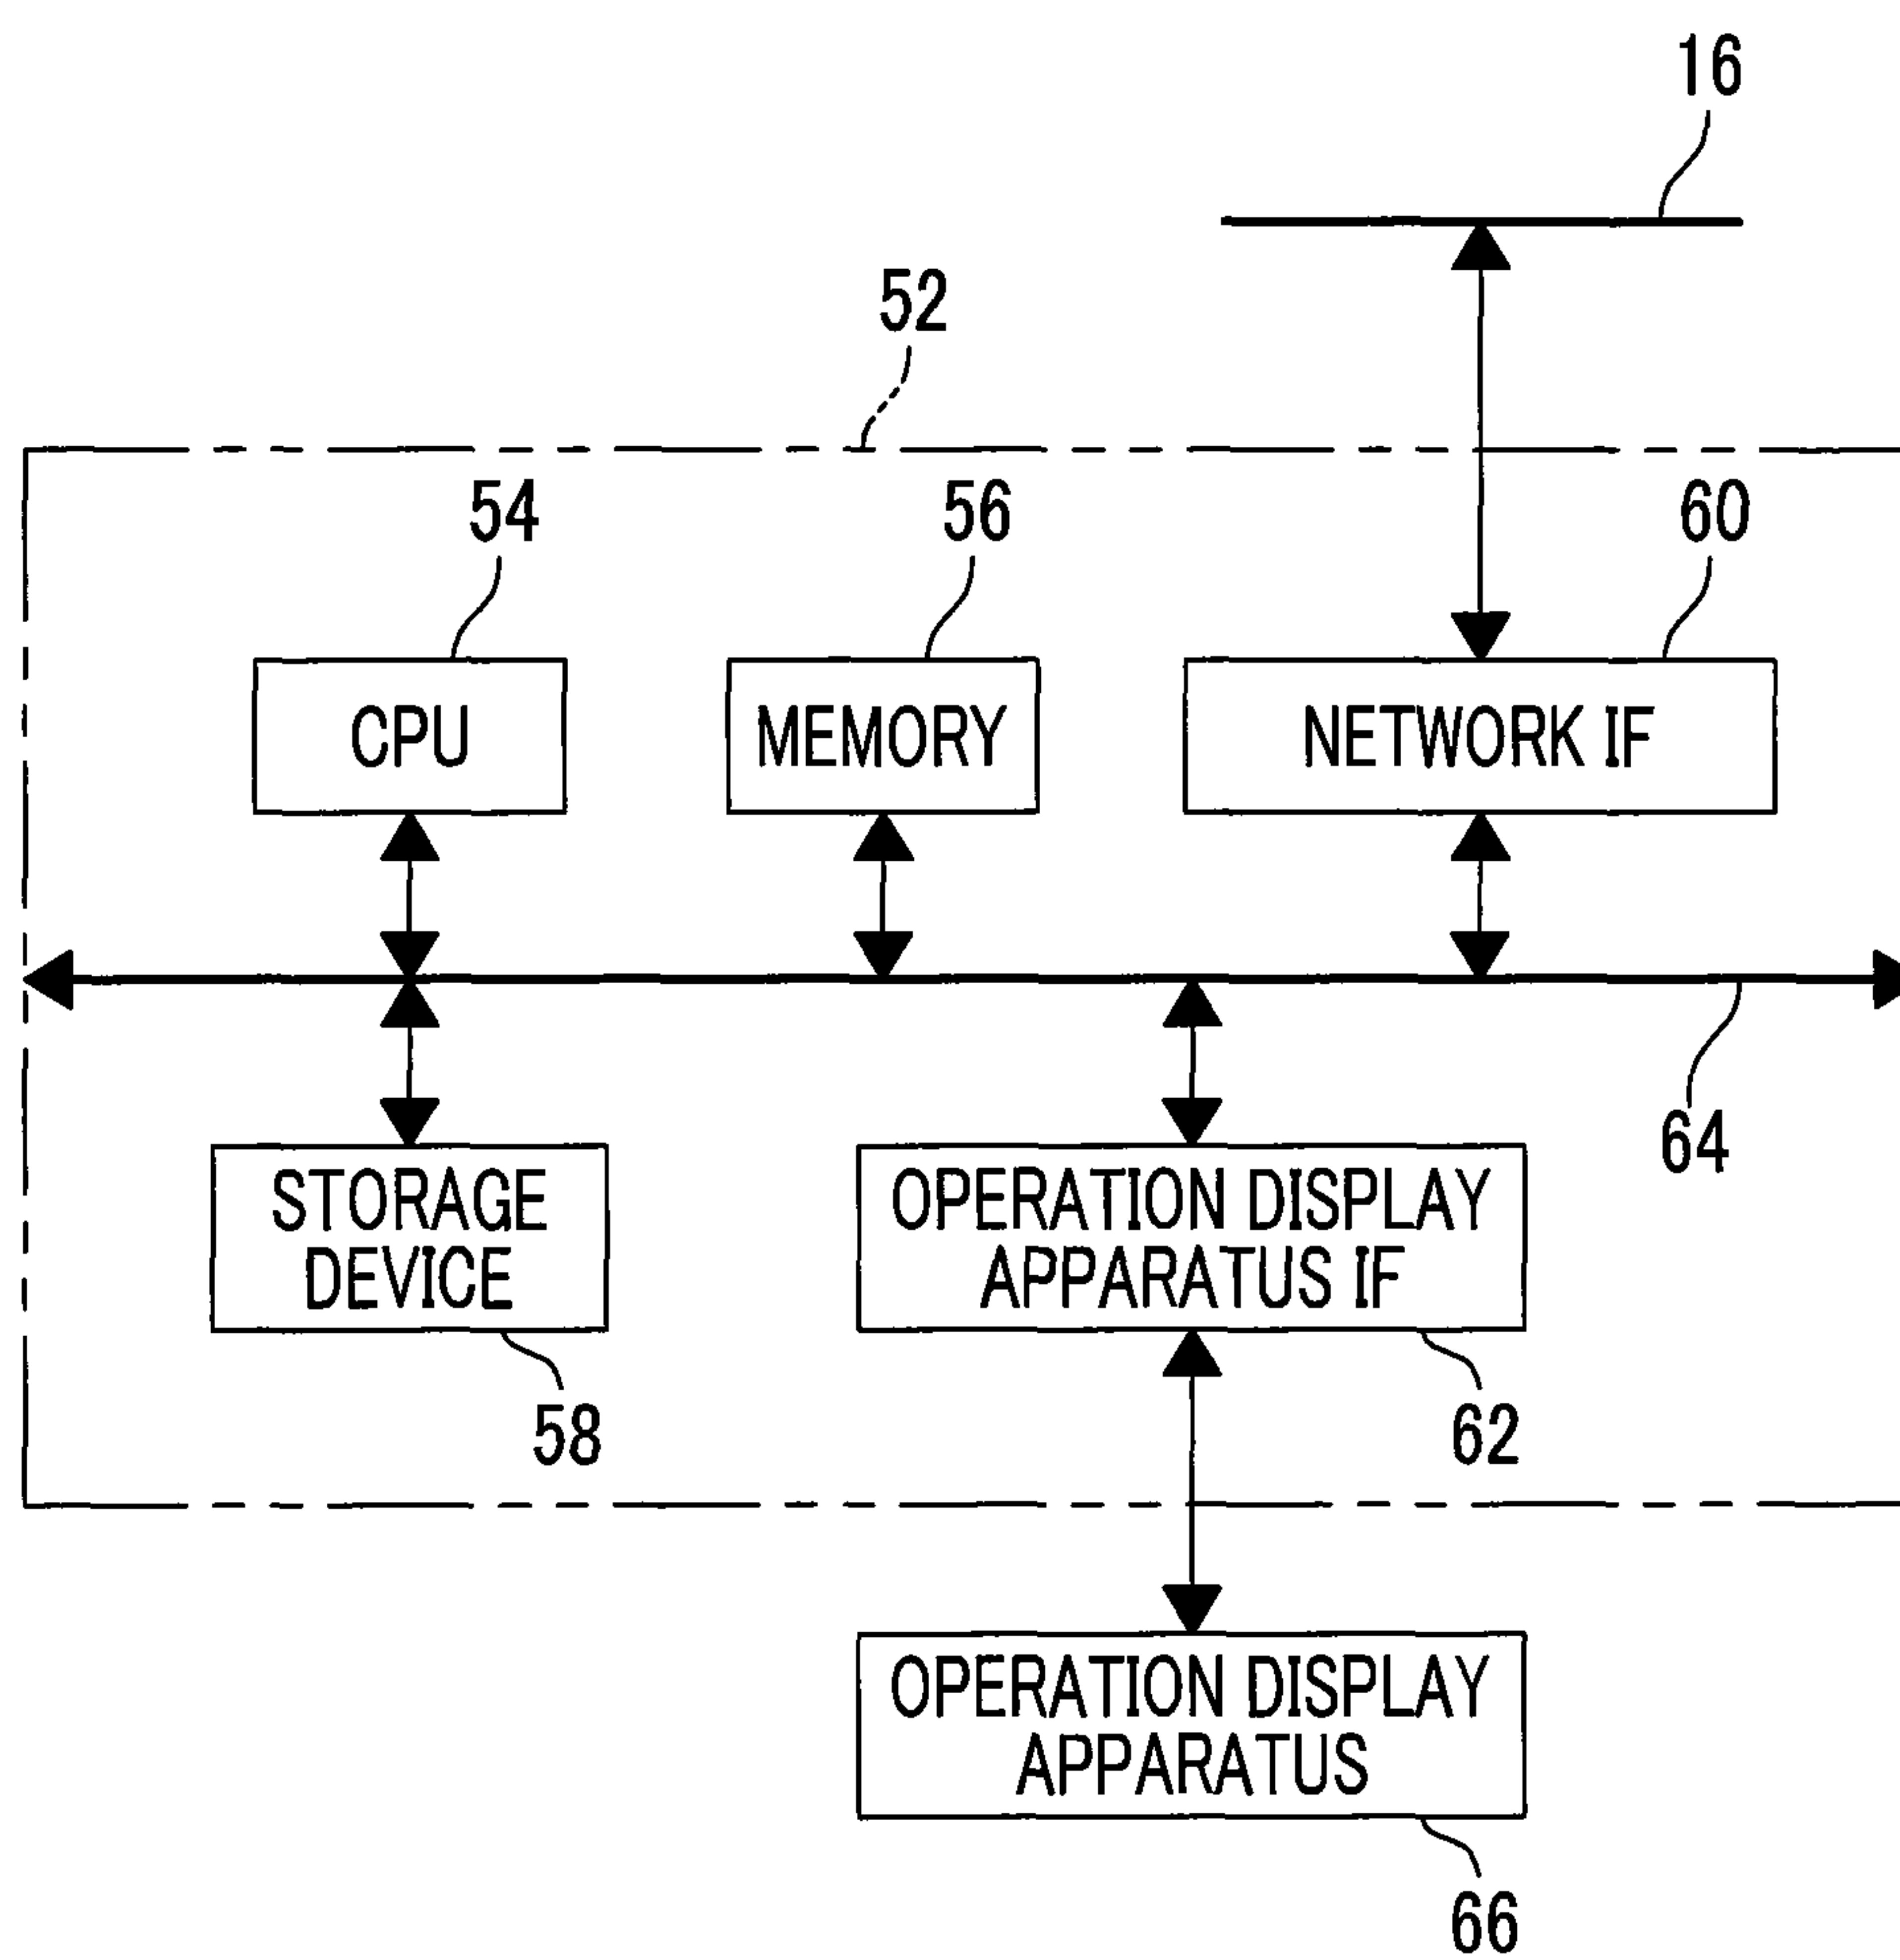 16
52
54
56
60
CPU
MEMORY
NETWORK IF
64
STORAGE
DEVICE
OPERATION DISPLAY
APPARATUS IF
58
62
OPERATION DISPLAY
APPARATUS
66